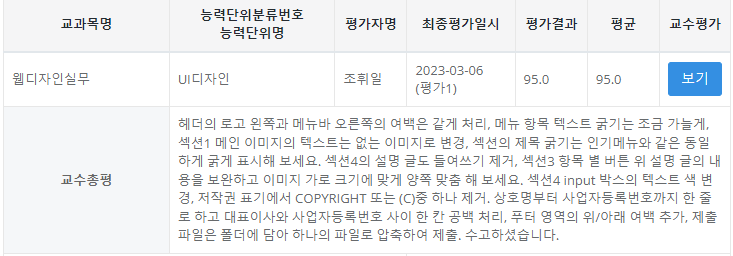 교과목명
능력단위분류번호
능력단위명
평가자명
최종평가일시
평가결과
평균
교수평가
웹디자인실무
UI디자인
조휘일
2023-03-06
(평가1)
95.0
95.0
보기
교수총평
헤더의 로고 왼쪽과 메뉴바 오른쪽의 여백은 같게 처리, 메뉴 항목 텍스트 굵기는 조금 가늘게,
섹션1 메인 이미지의 텍스트는 없는 이미지로 변경, 섹션의 제목 굵기는 인기메뉴와 같은 동일
하게 굵게 표시해 보세요. 섹션4의 설명 글도 들여쓰기 제거, 섹션3 항목 별 버튼 위 설명 글의 내
용을 보완하고 이미지 가로 크기에 맞게 양쪽 맞춤 해 보세요. 섹션4 input 박스의 텍스트 색 변
경, 저작권 표기에서 COPYRIGHT 또는 (C)중 하나 제거. 상호명부터 사업자등록번호까지 한 줄
로 하고 대표이사와 사업자등록번호 사이 한 칸 공백 처리, 푸터 영역의 위/아래 여백 추가, 제출
파일은 폴더에 담아 하나의 파일로 압축하여 제출. 수고하셨습니다.